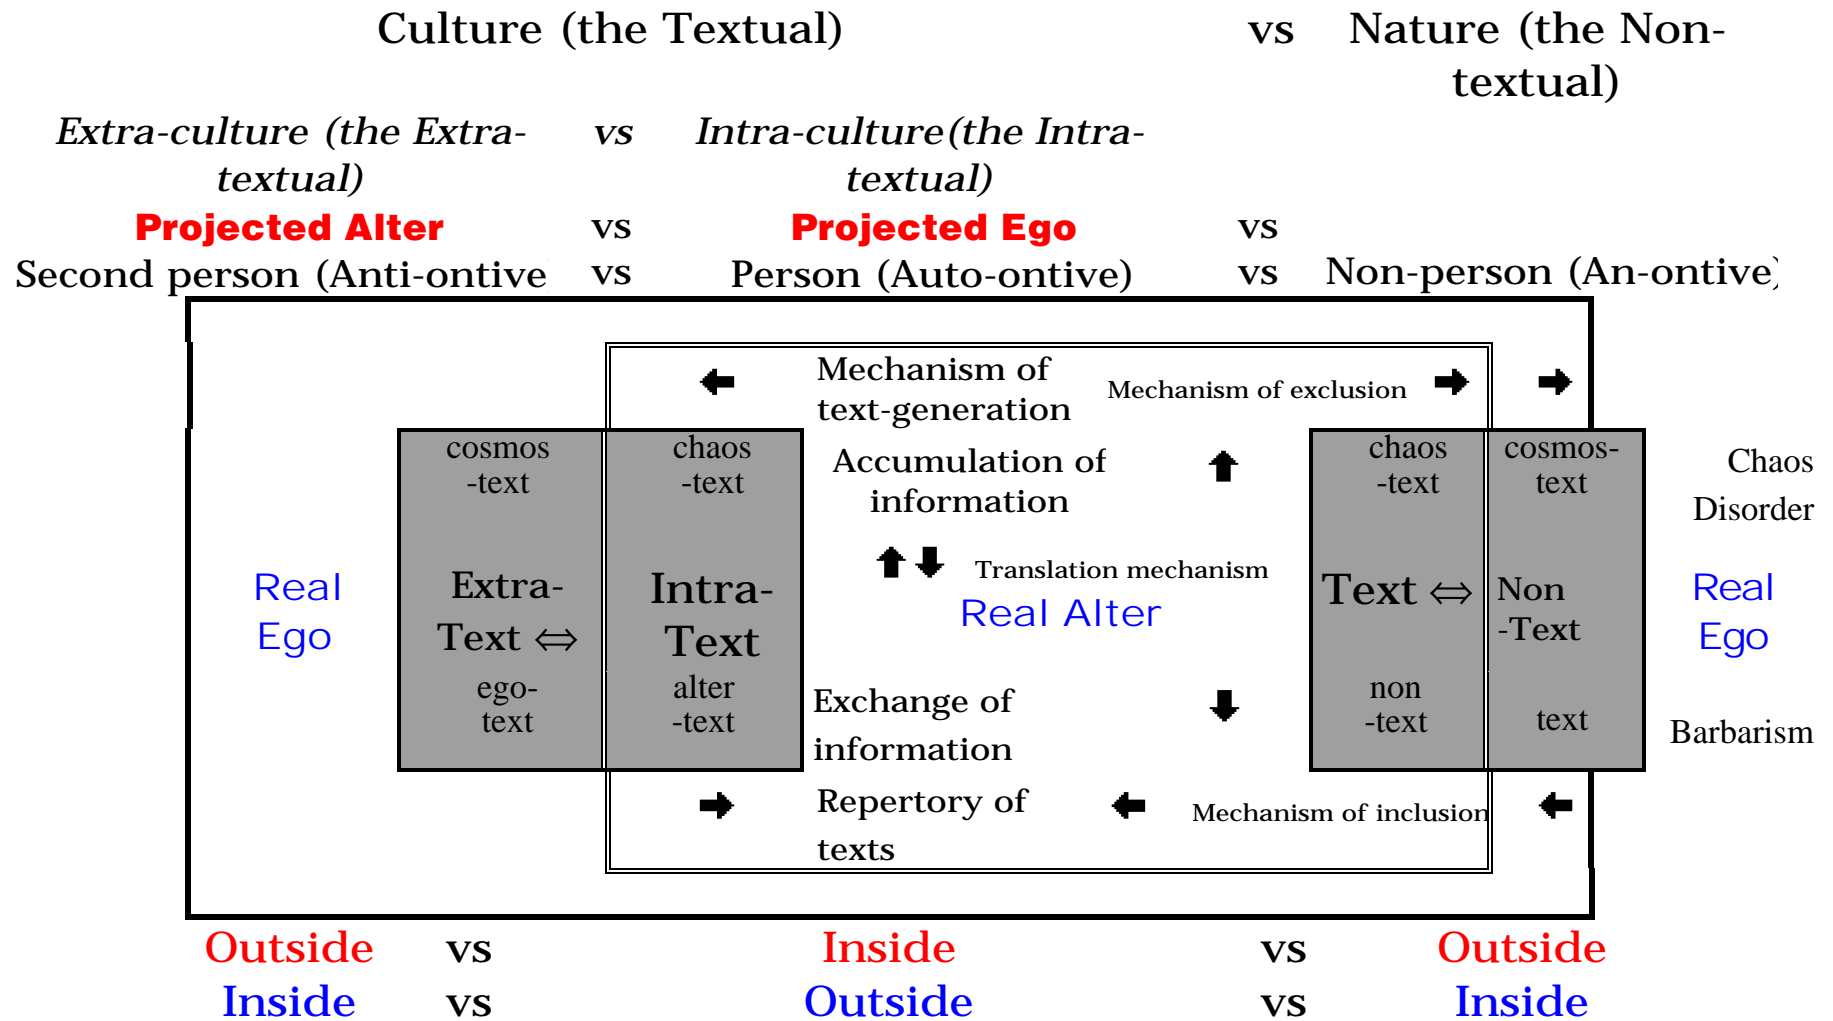 Culture (the Textual) vs Nature (the Non-
textual)
Extra-culture (the Extra- vs Intra-culture(the Intra-
textual) textual)
Projected Alter vs Projected Ego vs
Second person (Anti-ontive vs Person (Auto-ontive) vs Non-person (An-ontive)
Mechanism of
text-generation
Mechanism of exclusion
cosmos
-text
chaos
-text
Accumulation of
information
chaos
-text
cosmos-
text
Chaos
Disorder
Real
Ego
Extra-
Text ⇔
Intra-
Text
Translation mechanism
Real Alter
Text ⇔
Non
-Text
Real
Ego
ego-
text
alter
-text
Exchange of
information
non
-text
text
Barbarism
Repertory of
texts
Mechanism of inclusion
Outside vs Inside vs Outside
Inside vs Outside vs Inside